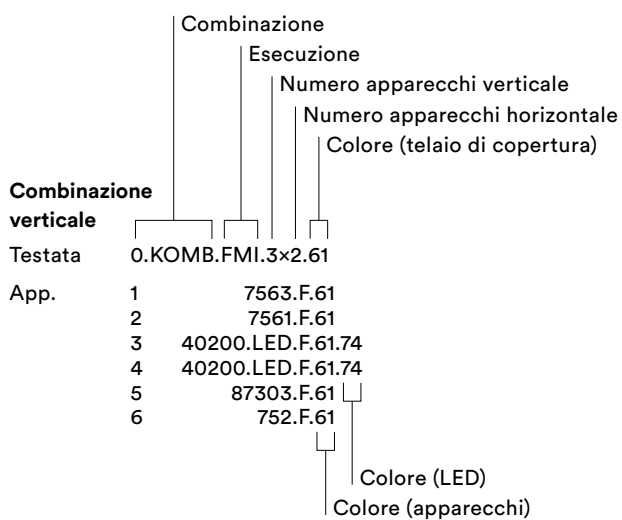 Combinazione
Esecuzione
Numero apparecchi verticale
Numero apparecchi horizontale
Colore (telaio di copertura)
Combinazione
verticale
Testata 0.KOMB.FMI.3×2.61
App. 1 7563.F.61
2 7561.F.61
3 40200.LED.F.61.74
4 40200.LED.F.61.74
5 87303.F.61
6 752.F.61
Colore (LED)
Colore (apparecchi)